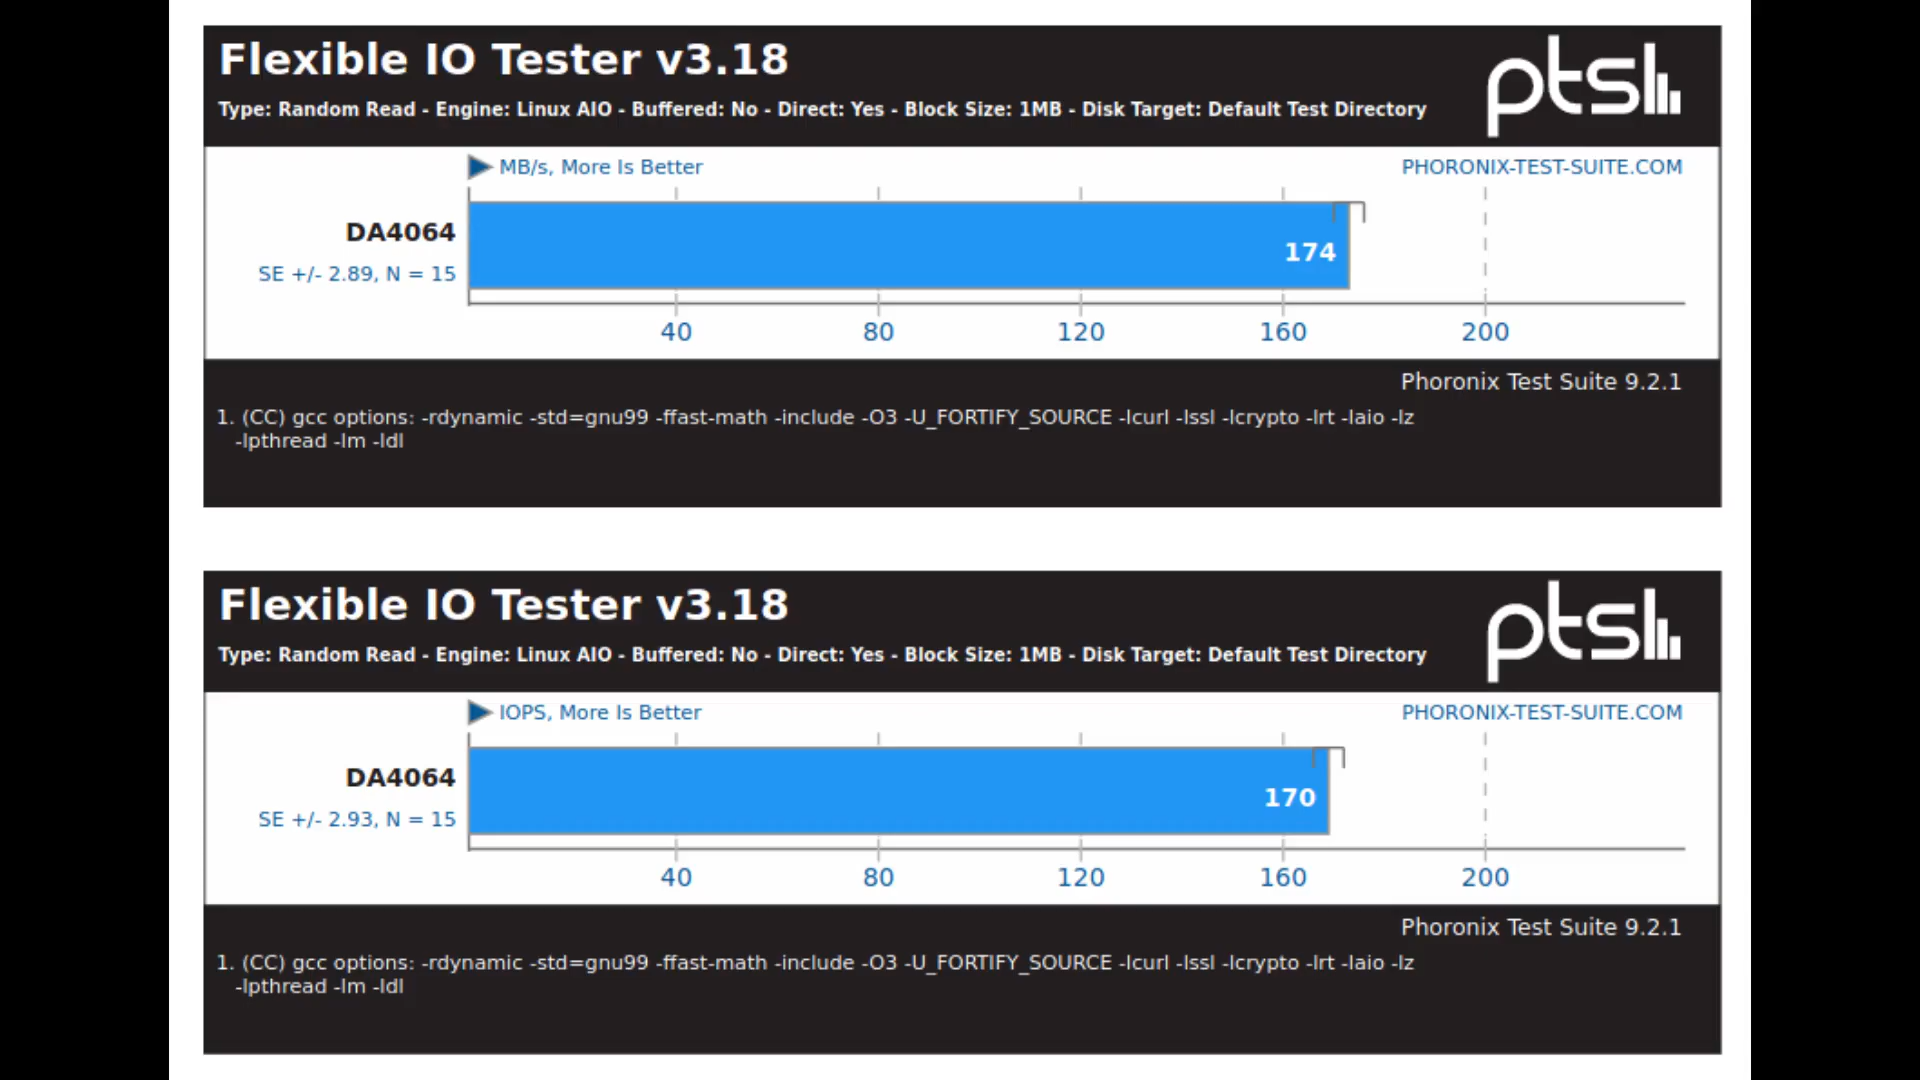 Flexible IO Tester v3.18
Type: Random Read - Engine: Linux AIO - Buffered: No - Direct: Yes - Block Size: 1MB - Disk Target: Default Test Directory
pts
MB/s, More Is Better
PHORONIX-TEST-SUITE.COM
DA4064
SE +/- 2.89, N = 15
174
40 80 120 160 200
Phoronix Test Suite 9.2.1
1. (CC) gcc options: -rdynamic -std=gnu99 -ffast-math -include -O3 -U_FORTIFY_SOURCE -lcurl -lssl -lcrypto -lrt -laio -lz
-lpthread -lm -ldl
Flexible IO Tester v3.18
Type: Random Read - Engine: Linux AIO - Buffered: No - Direct: Yes - Block Size: 1MB - Disk Target: Default Test Directory
pts
IOPS, More Is Better
PHORONIX-TEST-SUITE.COM
DA4064
SE +/- 2.93, N = 15
170
40 80 120 160 200
Phoronix Test Suite 9.2.1
1. (CC) gcc options: -rdynamic -std=gnu99 -ffast-math -include -O3 -U_FORTIFY_SOURCE -lcurl -lssl -lcrypto -lrt -laio -lz
-lpthread -lm -ldl